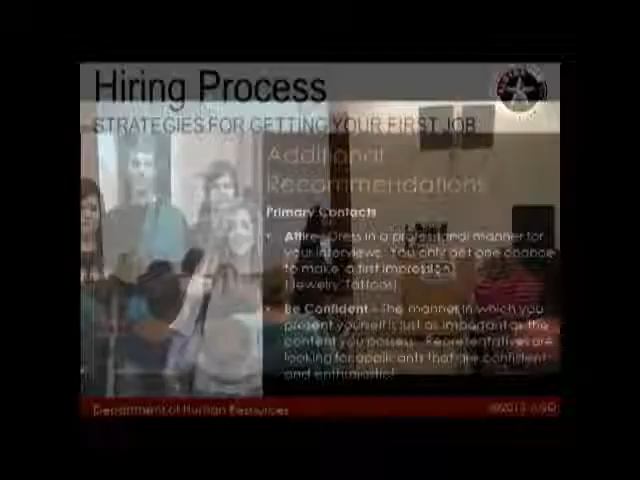 Hiring Process
STRATEGIES FOR GETTING YOUR FIRST JOB
Additional
Recommendations
Primary Contacts
• Attire - Dress in a professional manner for
your interviews. You only get one chance
to make a first impression.
(Jewelry, Tattoos)
• Be Confident - The manner in which you
present yourself is just as important as the
content you possess. Representatives are
looking for applicants that are confident
and enthusiastic!
Department of Human Resources
©2013 AISD